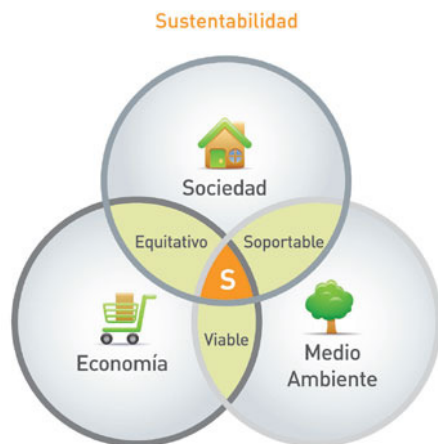 Sustentabilidad
Sociedad
Equitativo
Soportable
S
Economía
Viable
Medio
Ambiente